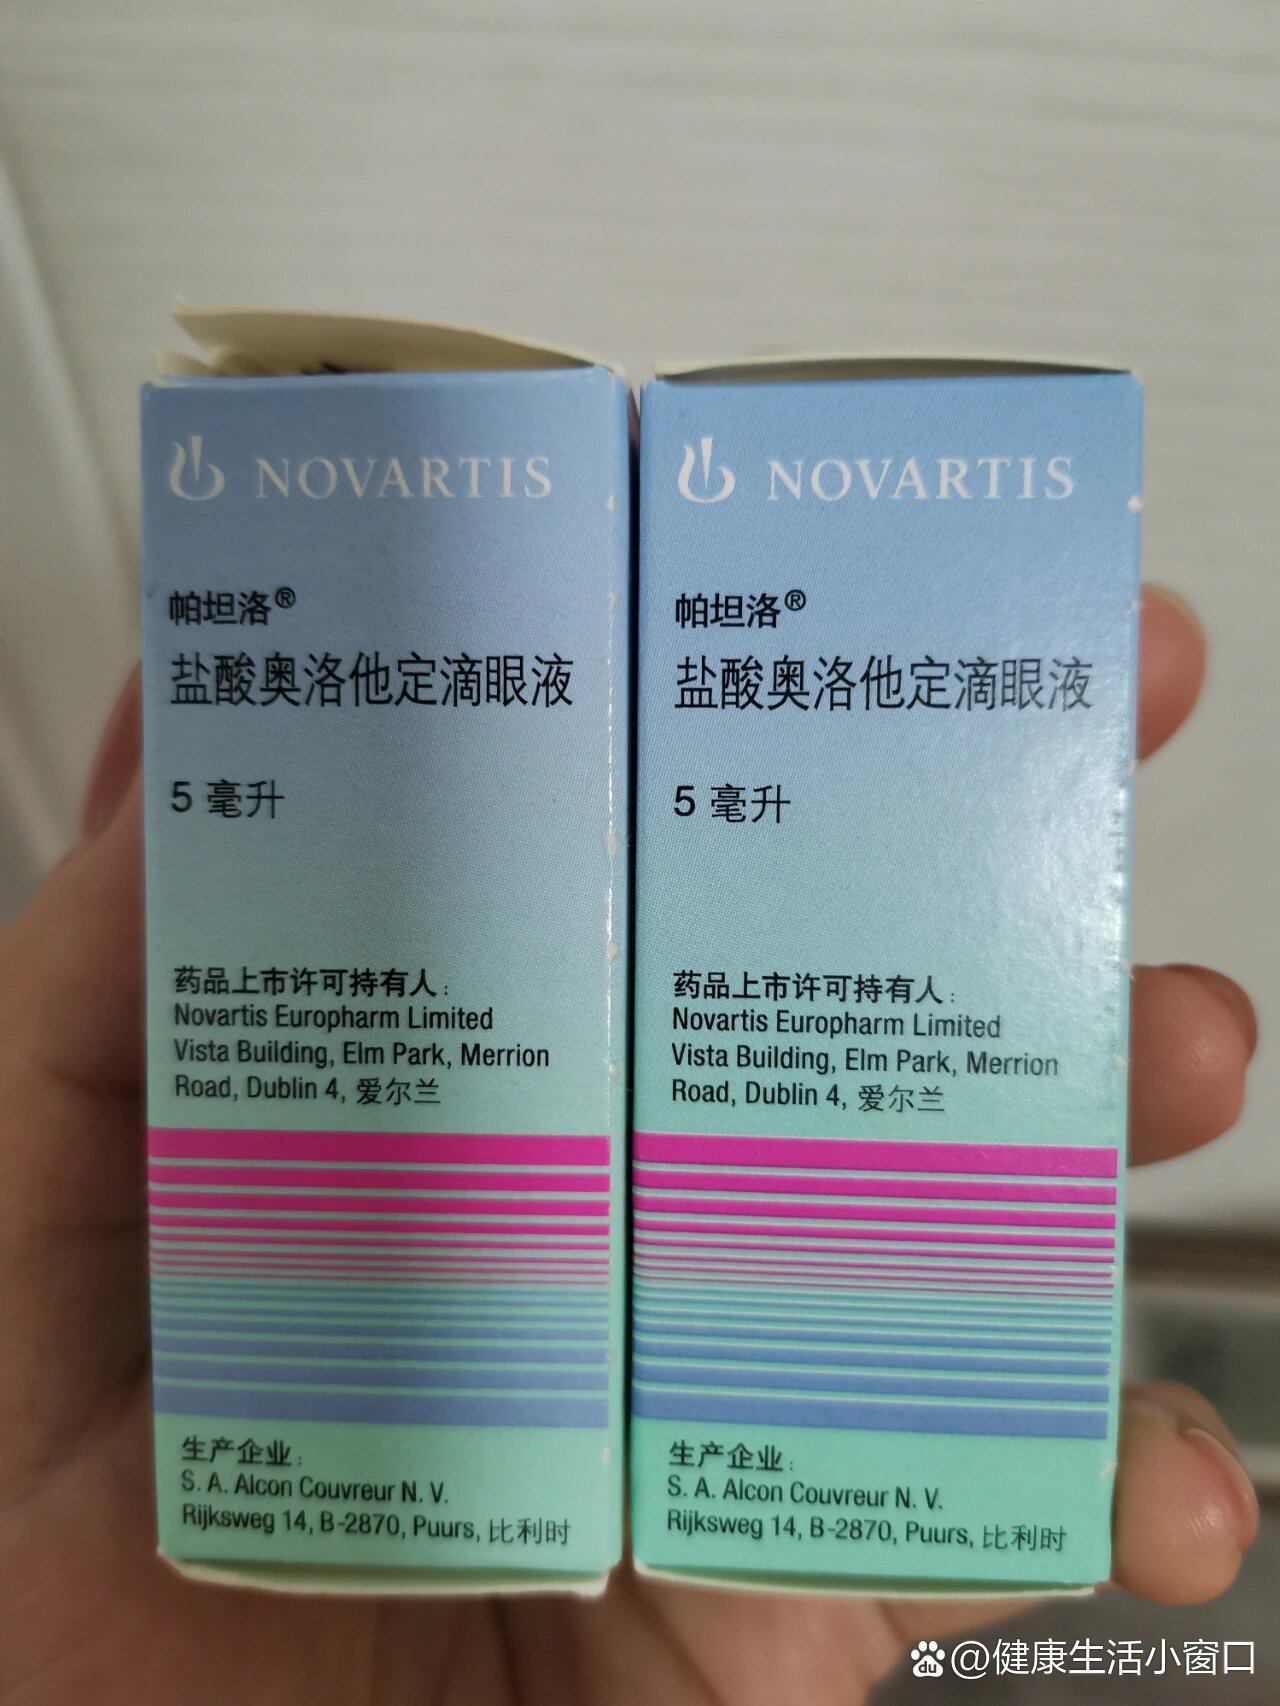 NOVARTIS
帕坦洛®
盐酸奥洛他定滴眼液
5 毫升
药品上市许可持有人：
Novartis Europharm Limited
Vista Building, Elm Park, Merrion
Road, Dublin 4, 爱尔兰
生产企业：
S. A. Alcon Couvreur N. V.
Rijksweg 14, B-2870, Puurs, 比利时
NOVARTIS
帕坦洛®
盐酸奥洛他定滴眼液
5 毫升
药品上市许可持有人：
Novartis Europharm Limited
Vista Building, Elm Park, Merrion
Road, Dublin 4, 爱尔兰
生产企业：
S. A. Alcon Couvreur N. V.
Rijksweg 14, B-2870, Puurs, 比利时
du @健康生活小窗口